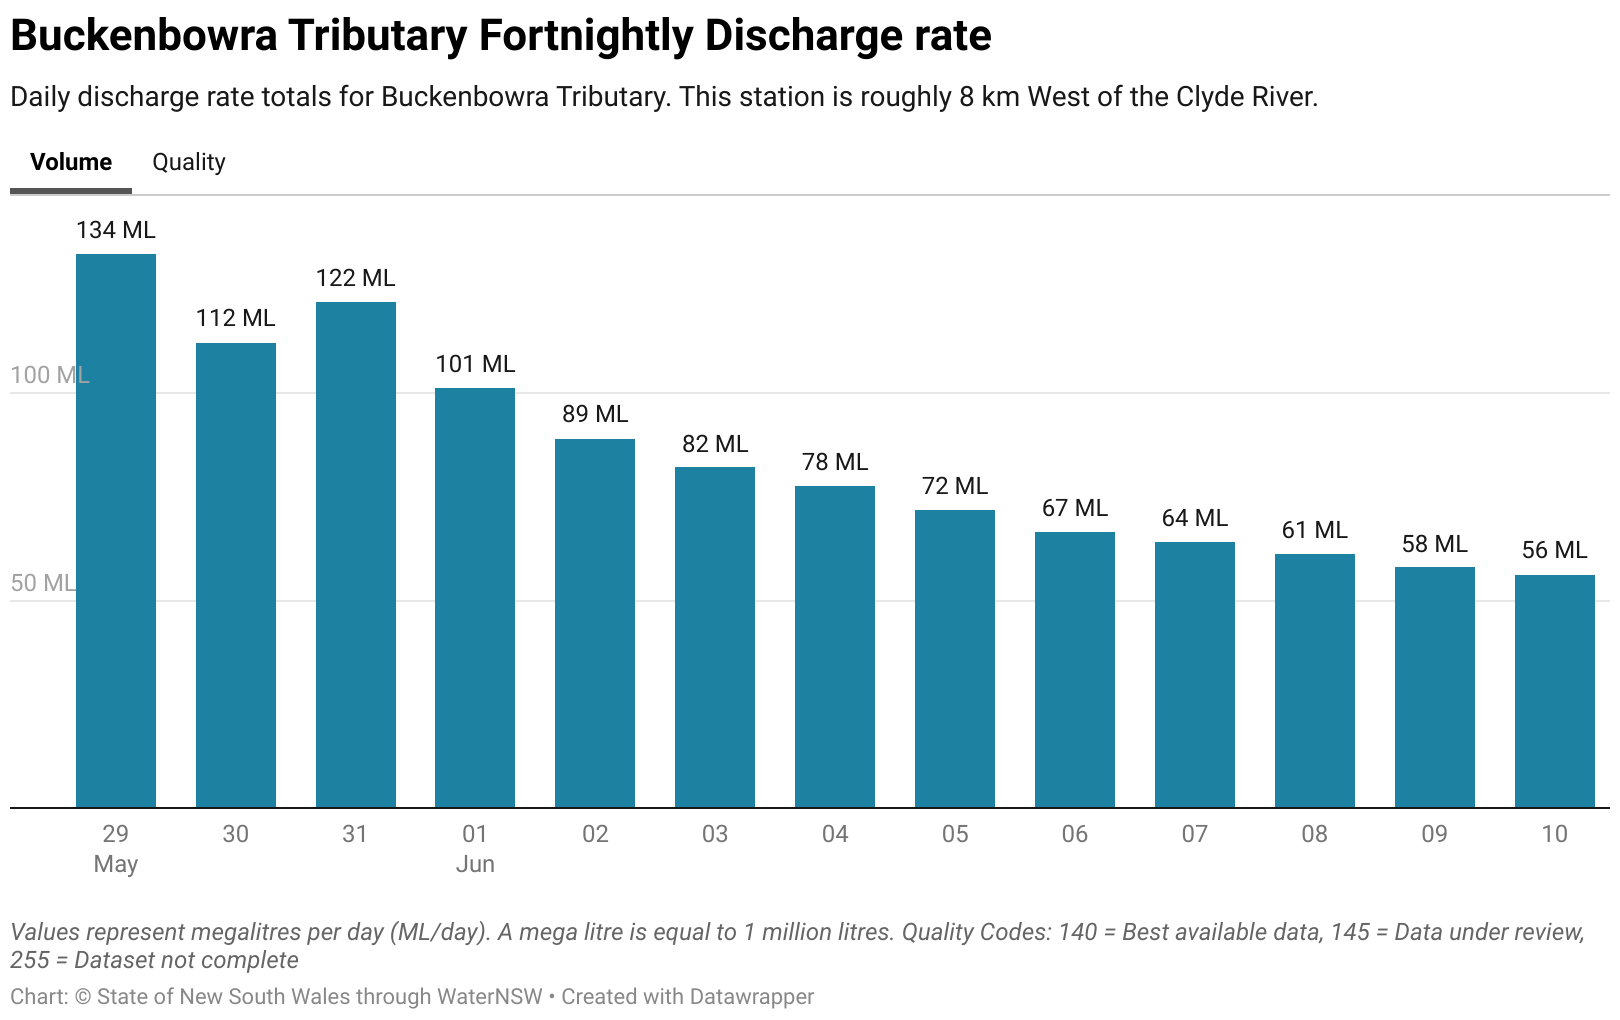 Buckenbowra Tributary Fortnightly Discharge rate
Daily discharge rate totals for Buckenbowra Tributary. This station is roughly 8 km West of the Clyde River.
Volume Quality
134 ML
122 ML
112 ML
101 ML
100 ML
89 ML
82 ML
78 ML
72 ML
67 ML
64 ML
61 ML
58 ML
56 ML
50 ML
29 30 31 01 02 03 04 05 06 07 08 09 10
May Jun
Values represent megalitres per day (ML/day). A mega litre is equal to 1 million litres. Quality Codes: 140 = Best available data, 145 = Data under review,
255 = Dataset not complete
Chart: © State of New South Wales through WaterNSW • Created with Datawrapper